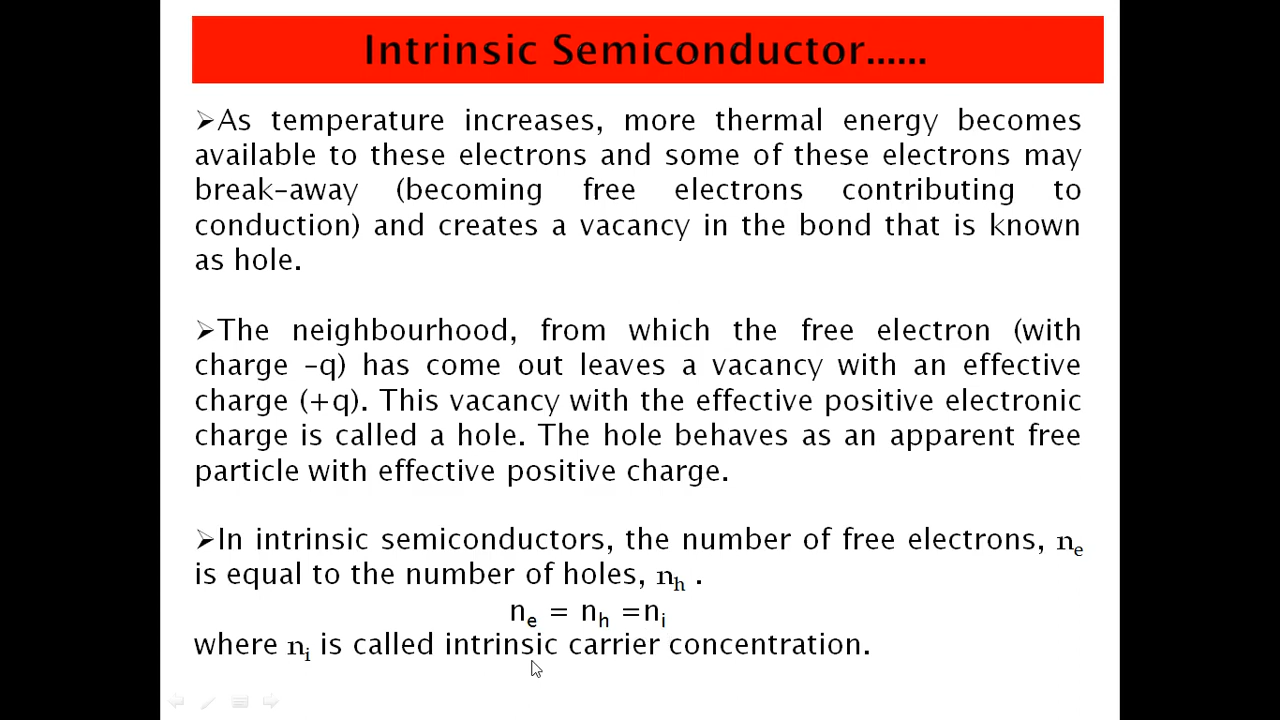 Intrinsic Semiconductor......
➢As temperature increases, more thermal energy becomes
available to these electrons and some of these electrons may
break-away (becoming free electrons contributing to
conduction) and creates a vacancy in the bond that is known
as hole.
➢The neighbourhood, from which the free electron (with
charge -q) has come out leaves a vacancy with an effective
charge (+q). This vacancy with the effective positive electronic
charge is called a hole. The hole behaves as an apparent free
particle with effective positive charge.
➢In intrinsic semiconductors, the number of free electrons, nₑ
is equal to the number of holes, nₕ .
nₑ = nₕ =nᵢ
where nᵢ is called intrinsic carrier concentration.